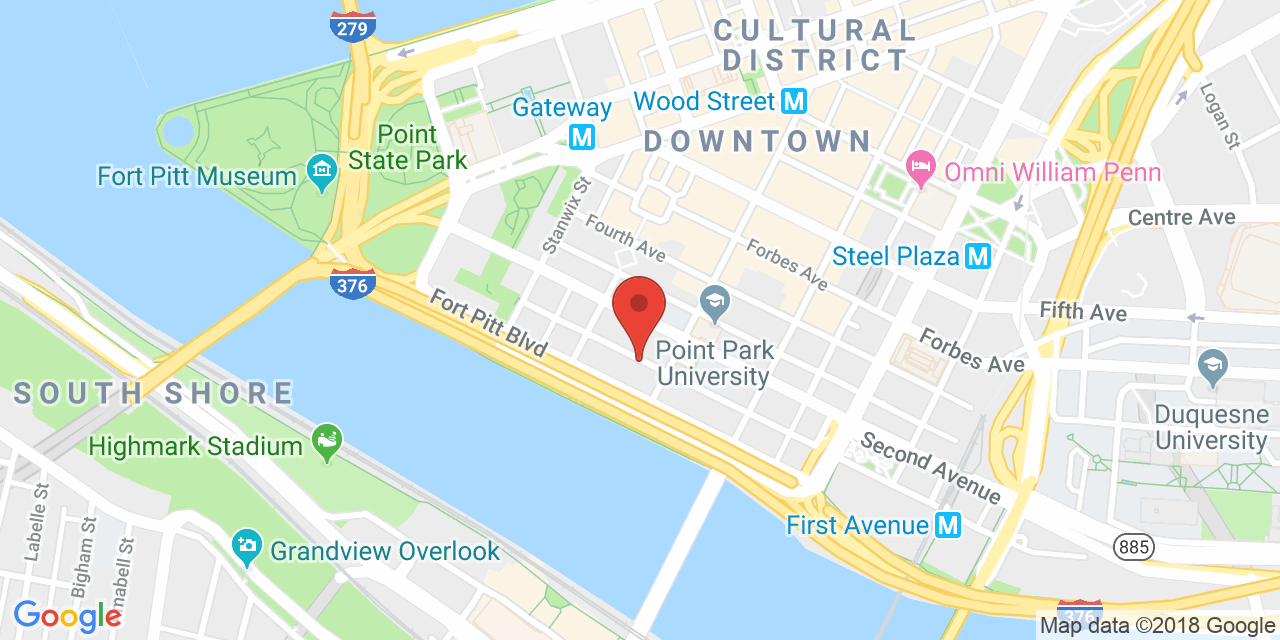 279
CULTURAL
DISTRICT
Gateway
M
Wood Street M
DOWNTOWN
Point
State Park
Fort Pitt Museum
Omni William Penn
Logan St
Centre Ave
Stanwix St
Fourth Ave
Forbes Ave
Steel Plaza M
376
Fort Pitt Blvd
Fifth Ave
Forbes Ave
Point Park
University
SOUTH SHORE
Highmark Stadium
Duquesne
University
Second Avenue
Labelle St
Bigham St
First Avenue M
885
Grandview Overlook
376
Google
Map data ©2018 Google